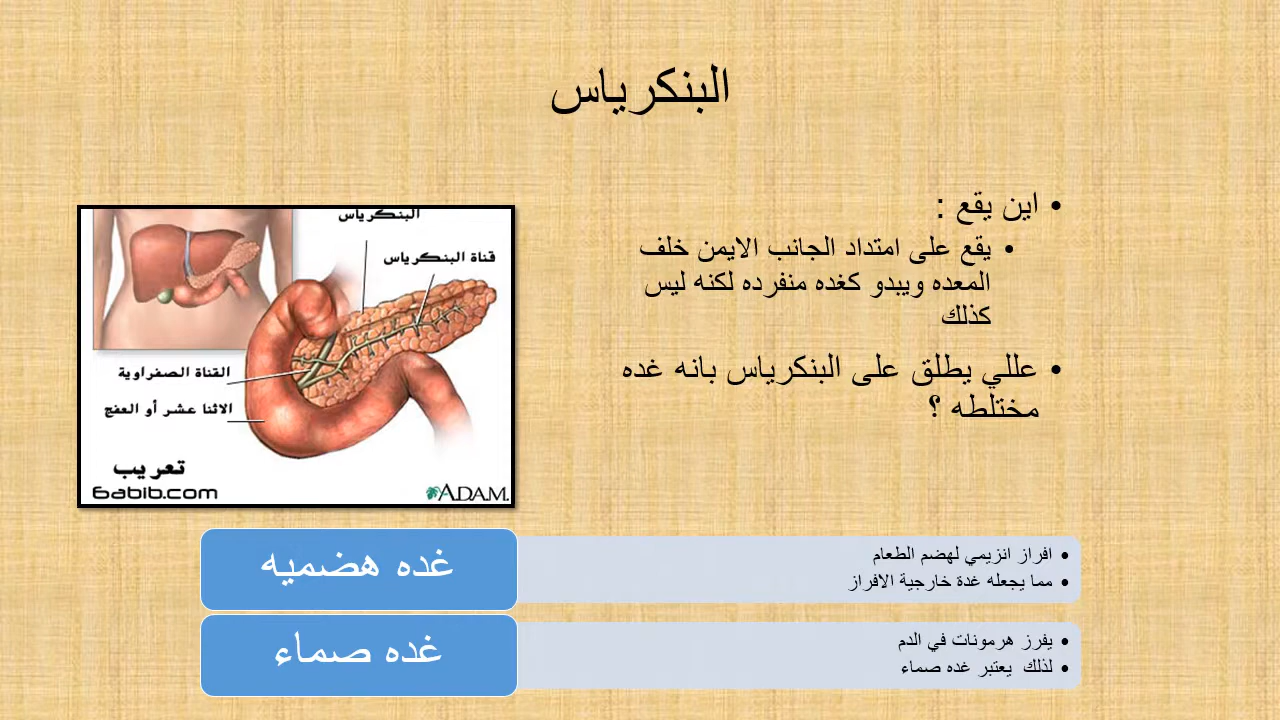 البنكرياس
• اين يقع :
• يقع على امتداد الجانب الايمن خلف
المعده ويبدو كغده منفرده لكنه ليس
كذلك
• عللي يطلق على البنكرياس بانه غده
مختلطه ؟
البنكرياس
قناة البنكرياس
القناة الصفراوية
الاثنا عشر أو العفج
تعريب
6abib.com
ADAM.
غده هضميه
• افراز انزيمي لهضم الطعام
• مما يجعله غدة خارجية الافراز
غده صماء
• يفرز هرمونات في الدم
• لذلك يعتبر غده صماء